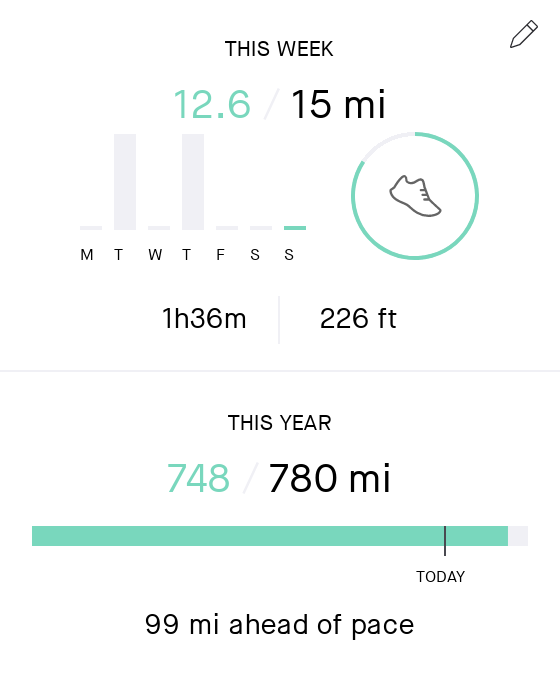 THIS WEEK
12.6 / 15 mi
M T W T F S S
1h36m 226 ft
THIS YEAR
748 / 780 mi
TODAY
99 mi ahead of pace